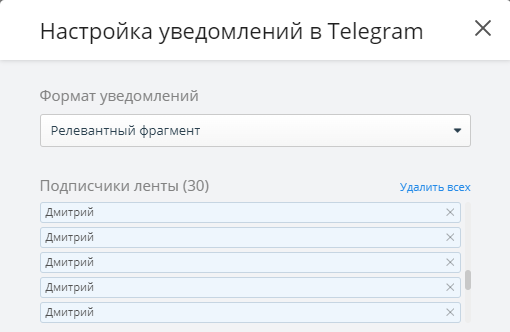 Настройка уведомлений в Telegram
Формат уведомлений
Релевантный фрагмент
Подписчики ленты (30)
Удалить всех
Дмитрий
Дмитрий
Дмитрий
Дмитрий
Дмитрий